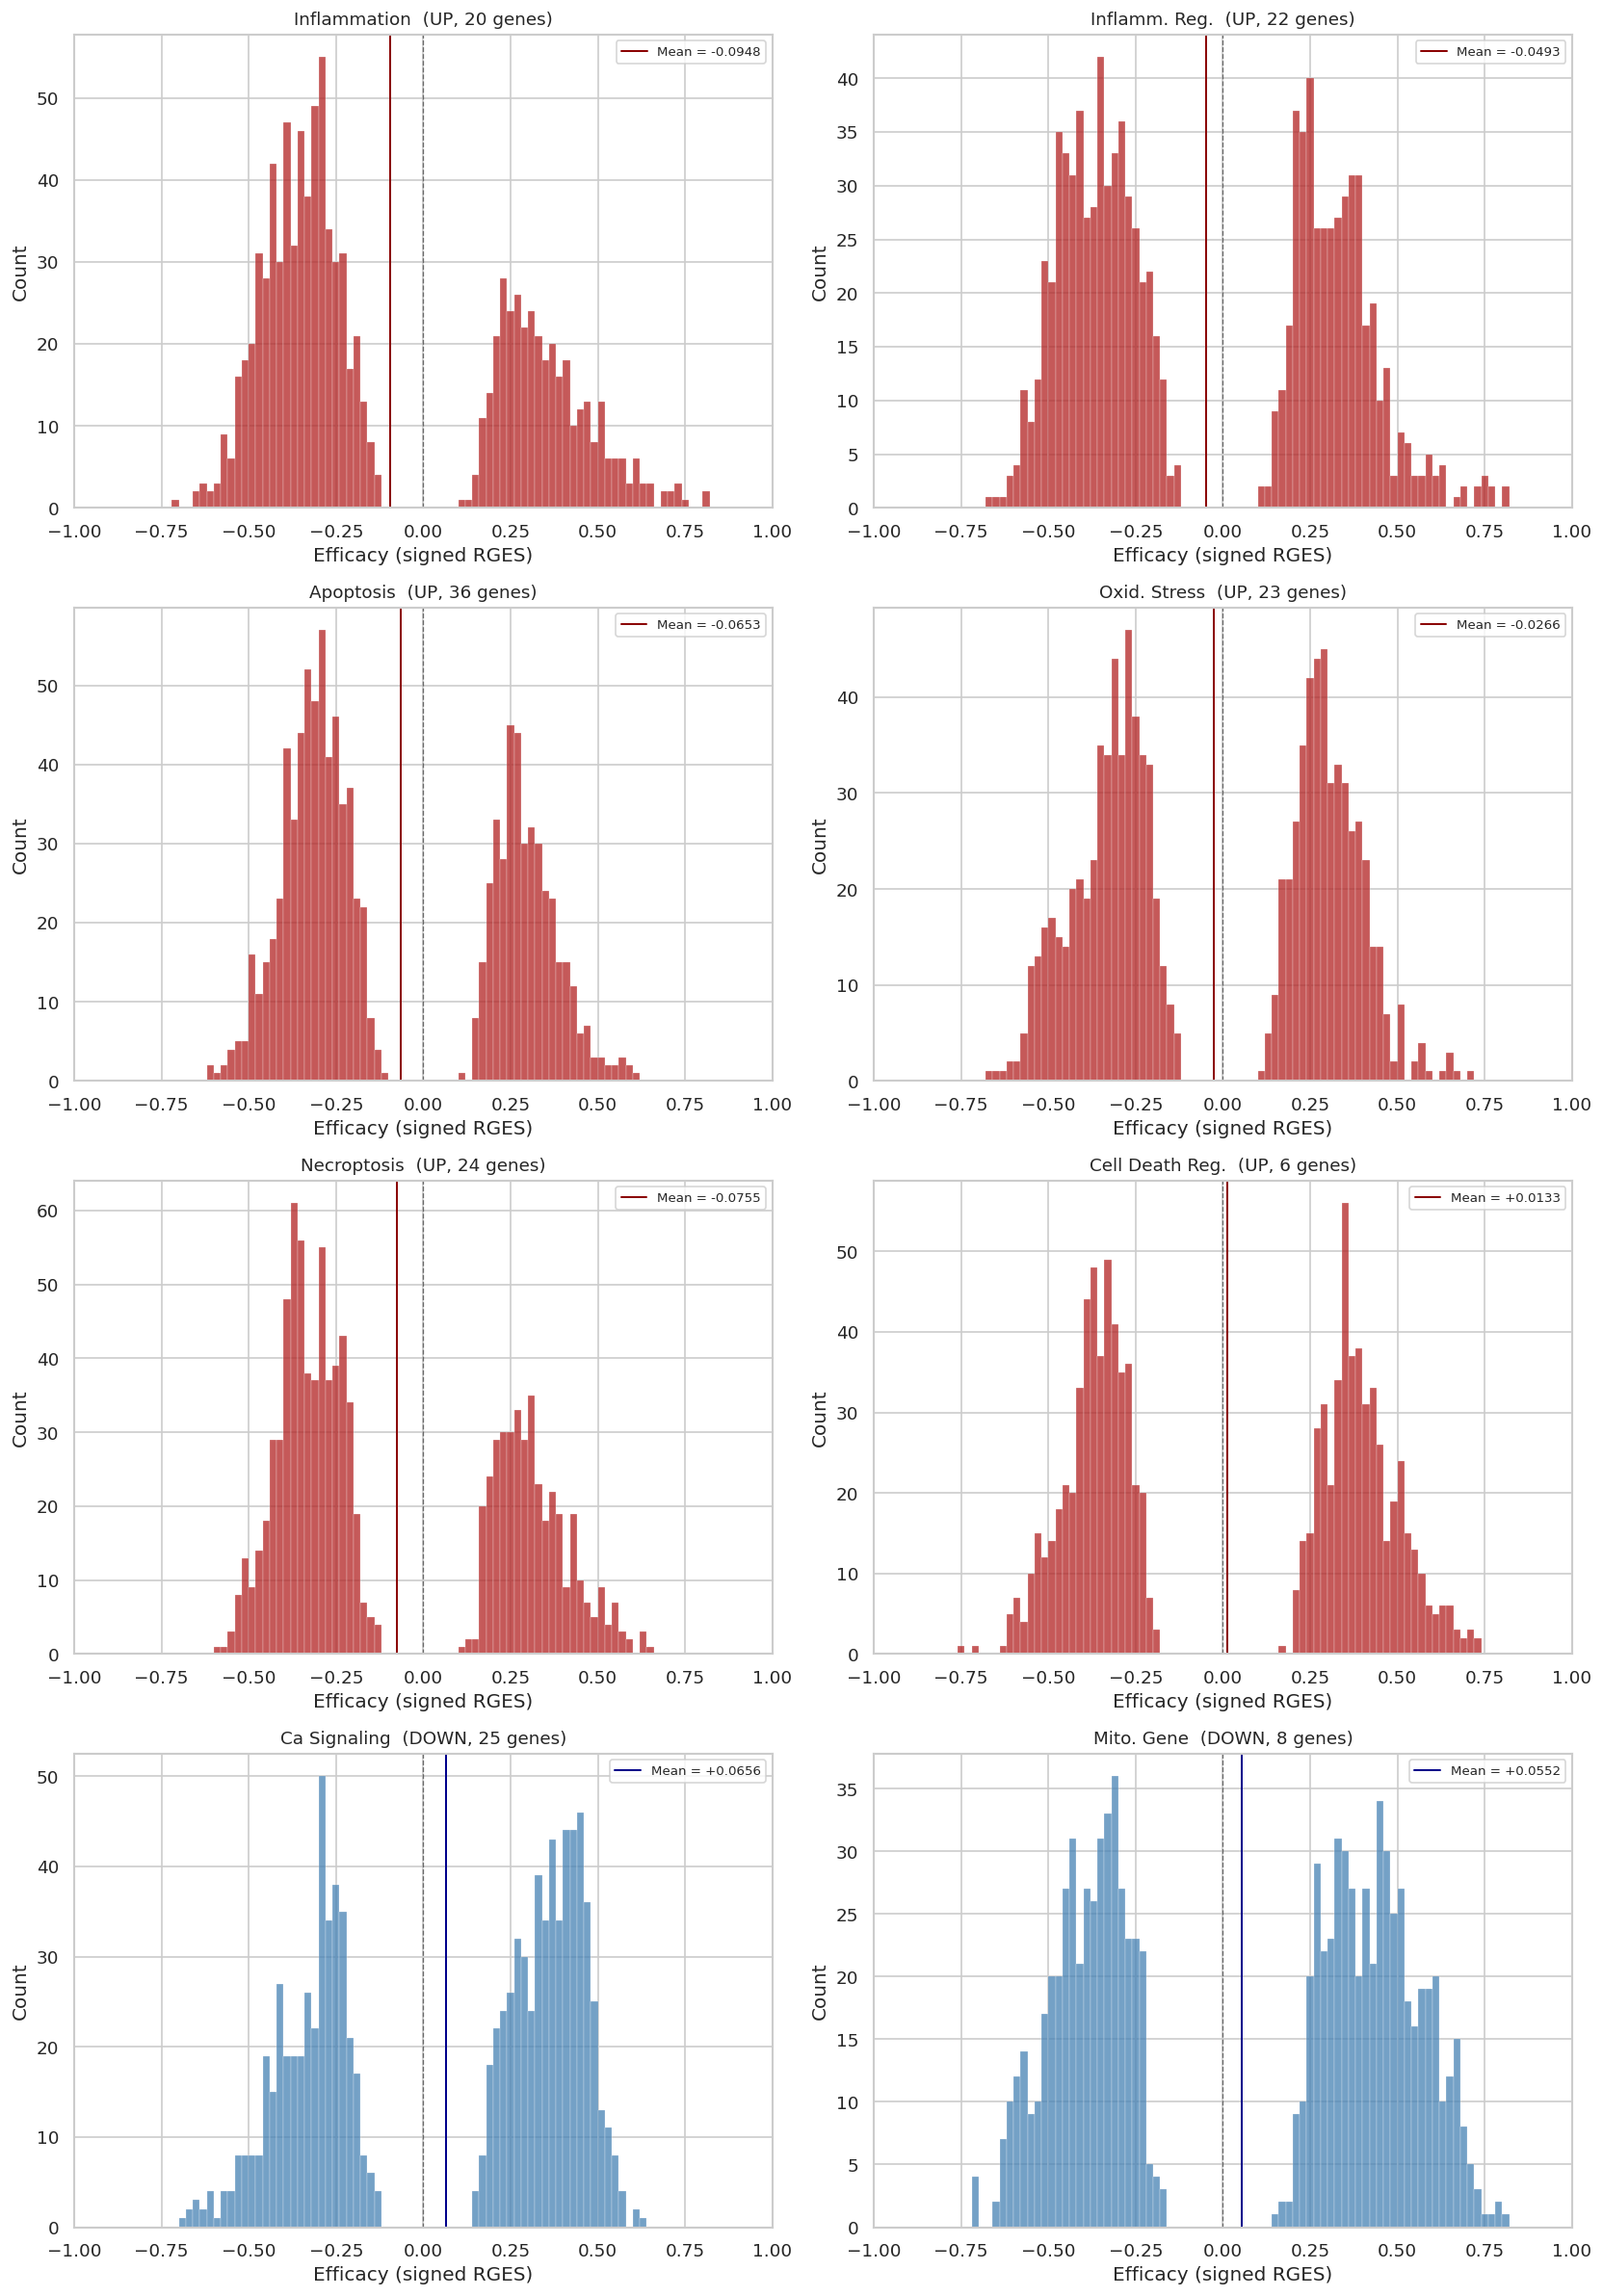 Inflammation (UP, 20 genes)
Mean = -0.0948
Count
50
40
30
20
10
0
−1.00 −0.75 −0.50 −0.25 0.00 0.25 0.50 0.75 1.00
Efficacy (signed RGES)
Inflamm. Reg. (UP, 22 genes)
Mean = -0.0493
Count
40
35
30
25
20
15
10
5
0
−1.00 −0.75 −0.50 −0.25 0.00 0.25 0.50 0.75 1.00
Efficacy (signed RGES)
Apoptosis (UP, 36 genes)
Mean = -0.0653
Count
50
40
30
20
10
0
−1.00 −0.75 −0.50 −0.25 0.00 0.25 0.50 0.75 1.00
Efficacy (signed RGES)
Oxid. Stress (UP, 23 genes)
Mean = -0.0266
Count
40
30
20
10
0
−1.00 −0.75 −0.50 −0.25 0.00 0.25 0.50 0.75 1.00
Efficacy (signed RGES)
Necroptosis (UP, 24 genes)
Mean = -0.0755
Count
60
50
40
30
20
10
0
−1.00 −0.75 −0.50 −0.25 0.00 0.25 0.50 0.75 1.00
Efficacy (signed RGES)
Cell Death Reg. (UP, 6 genes)
Mean = +0.0133
Count
50
40
30
20
10
0
−1.00 −0.75 −0.50 −0.25 0.00 0.25 0.50 0.75 1.00
Efficacy (signed RGES)
Ca Signaling (DOWN, 25 genes)
Mean = +0.0656
Count
50
40
30
20
10
0
−1.00 −0.75 −0.50 −0.25 0.00 0.25 0.50 0.75 1.00
Efficacy (signed RGES)
Mito. Gene (DOWN, 8 genes)
Mean = +0.0552
Count
35
30
25
20
15
10
5
0
−1.00 −0.75 −0.50 −0.25 0.00 0.25 0.50 0.75 1.00
Efficacy (signed RGES)